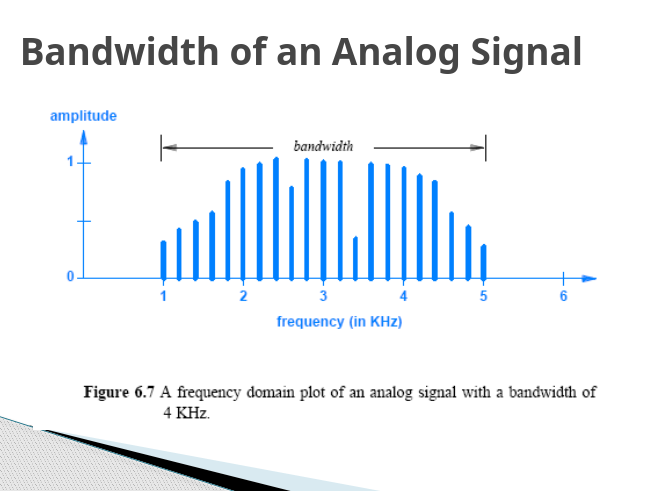 Bandwidth of an Analog Signal
amplitude
bandwidth
1
0
1 2 3 4 5 6
frequency (in KHz)
Figure 6.7 A frequency domain plot of an analog signal with a bandwidth of
4 KHz.